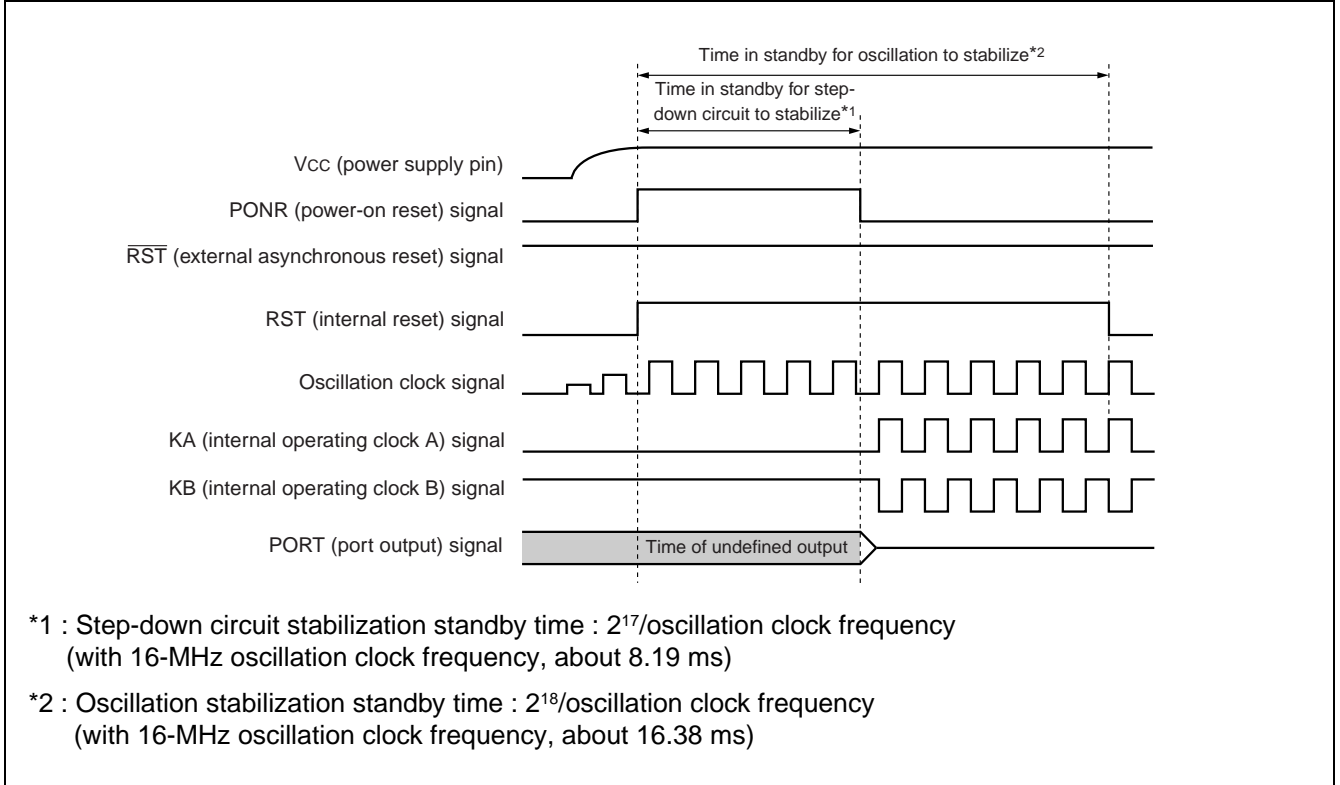 Time in standby for oscillation to stabilize*2
Time in standby for step-
down circuit to stabilize*1
VCC (power supply pin)
PONR (power-on reset) signal
R̅S̅T̅ (external asynchronous reset) signal
RST (internal reset) signal
Oscillation clock signal
KA (internal operating clock A) signal
KB (internal operating clock B) signal
PORT (port output) signal
Time of undefined output
*1 : Step-down circuit stabilization standby time : 2¹⁷/oscillation clock frequency
(with 16-MHz oscillation clock frequency, about 8.19 ms)
*2 : Oscillation stabilization standby time : 2¹⁸/oscillation clock frequency
(with 16-MHz oscillation clock frequency, about 16.38 ms)